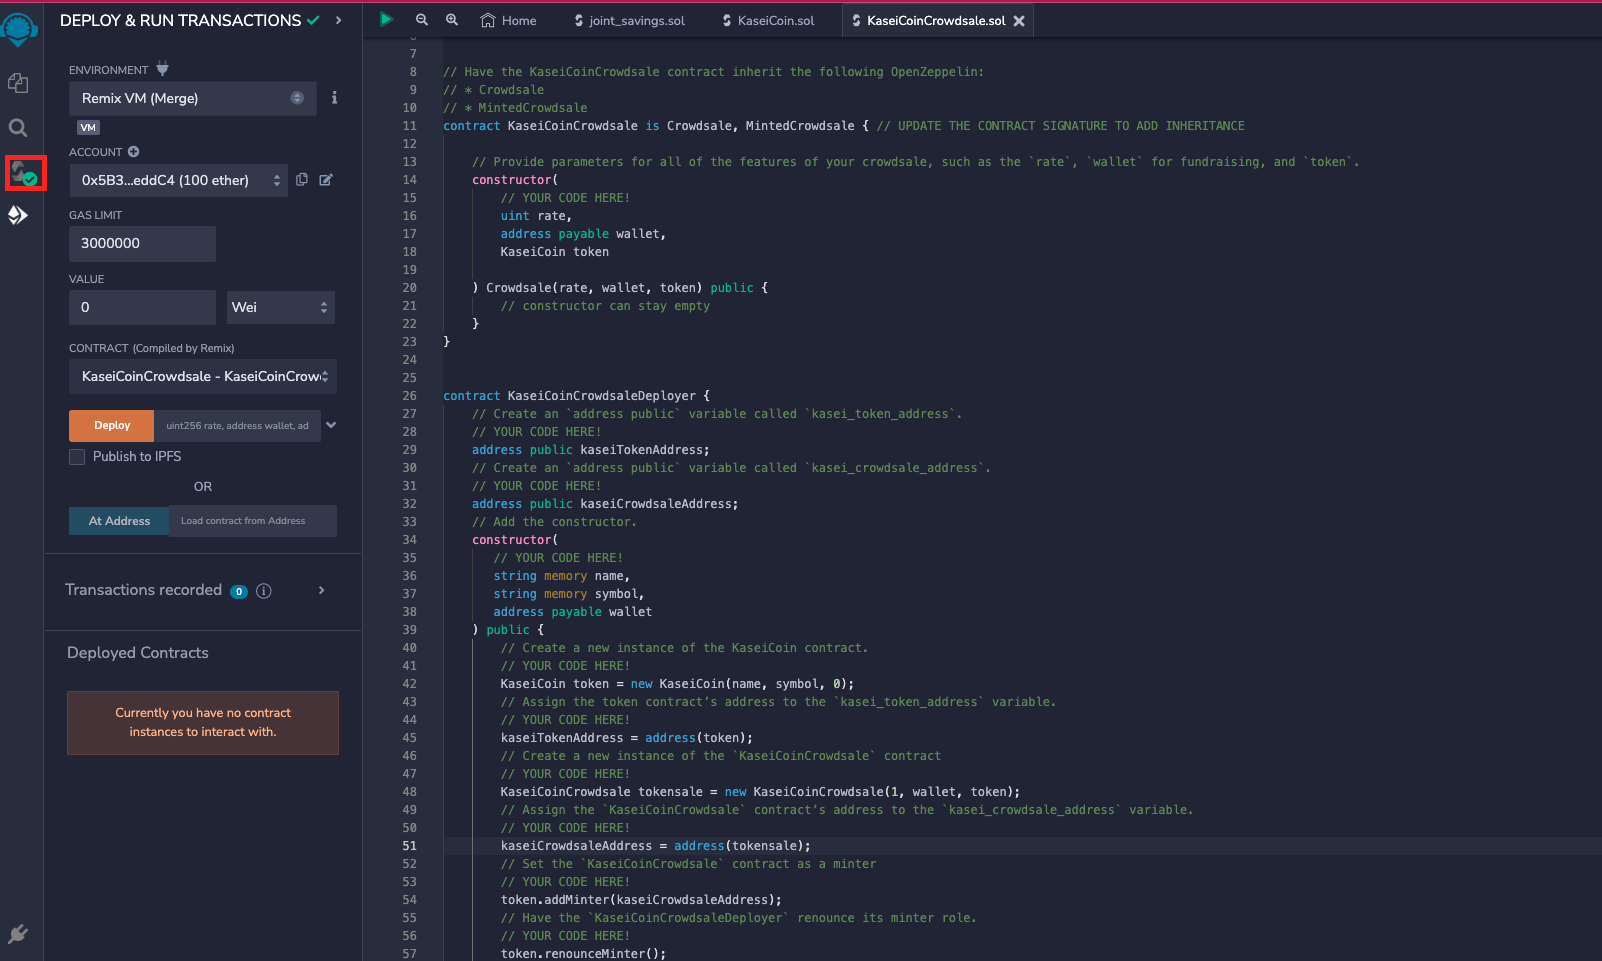 DEPLOY & RUN TRANSACTIONS
ENVIRONMENT
Remix VM (Merge)
VM
ACCOUNT
0x5B3...eddC4 (100 ether)
GAS LIMIT
3000000
VALUE
0
Wei
CONTRACT (Compiled by Remix)
KaseiCoinCrowdsale - KaseiCoinCrow
Deploy
uint256 rate, address wallet, ad
Publish to IPFS
OR
At Address
Load contract from Address
Transactions recorded 0 i
Deployed Contracts
Currently you have no contract
instances to interact with.
Home
joint_savings.sol
KaseiCoin.sol
KaseiCoinCrowdsale.sol
7
8 // Have the KaseiCoinCrowdsale contract inherit the following OpenZeppelin:
9 // * Crowdsale
10 // * MintedCrowdsale
11 contract KaseiCoinCrowdsale is Crowdsale, MintedCrowdsale { // UPDATE THE CONTRACT SIGNATURE TO ADD INHERITANCE
12
13 // Provide parameters for all of the features of your crowdsale, such as the `rate`, `wallet` for fundraising, and `token`.
14 constructor(
15 // YOUR CODE HERE!
16 uint rate,
17 address payable wallet,
18 KaseiCoin token
19
20 ) Crowdsale(rate, wallet, token) public {
21 // constructor can stay empty
22 }
23 }
24
25
26 contract KaseiCoinCrowdsaleDeployer {
27 // Create an `address public` variable called `kasei_token_address`.
28 // YOUR CODE HERE!
29 address public kaseiTokenAddress;
30 // Create an `address public` variable called `kasei_crowdsale_address`.
31 // YOUR CODE HERE!
32 address public kaseiCrowdsaleAddress;
33 // Add the constructor.
34 constructor(
35 // YOUR CODE HERE!
36 string memory name,
37 string memory symbol,
38 address payable wallet
39 ) public {
40 // Create a new instance of the KaseiCoin contract.
41 // YOUR CODE HERE!
42 KaseiCoin token = new KaseiCoin(name, symbol, 0);
43 // Assign the token contract’s address to the `kasei_token_address` variable.
44 // YOUR CODE HERE!
45 kaseiTokenAddress = address(token);
46 // Create a new instance of the `KaseiCoinCrowdsale` contract
47 // YOUR CODE HERE!
48 KaseiCoinCrowdsale tokensale = new KaseiCoinCrowdsale(1, wallet, token);
49 // Assign the `KaseiCoinCrowdsale` contract’s address to the `kasei_crowdsale_address` variable.
50 // YOUR CODE HERE!
51 kaseiCrowdsaleAddress = address(tokensale);
52 // Set the `KaseiCoinCrowdsale` contract as a minter
53 // YOUR CODE HERE!
54 token.addMinter(kaseiCrowdsaleAddress);
55 // Have the `KaseiCoinCrowdsaleDeployer` renounce its minter role.
56 // YOUR CODE HERE!
57 token.renounceMinter();